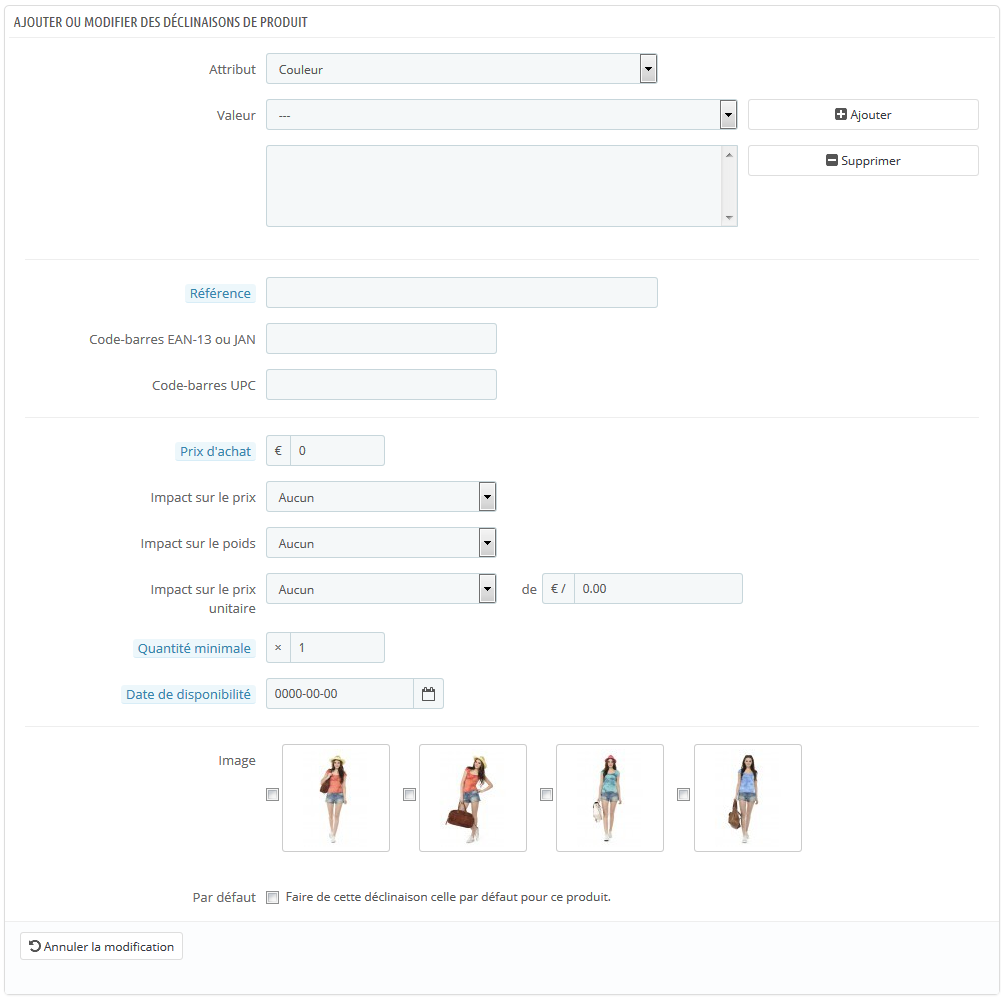 AJOUTER OU MODIFIER DES DÉCLINAISONS DE PRODUIT
Attribut Couleur
Valeur --- Ajouter
Supprimer
Référence
Code-barres EAN-13 ou JAN
Code-barres UPC
Prix d'achat € 0
Impact sur le prix Aucun
Impact sur le poids Aucun
Impact sur le prix Aucun de € / 0.00
unitaire
Quantité minimale × 1
Date de disponibilité 0000-00-00
Image
Par défaut Faire de cette déclinaison celle par défaut pour ce produit.
Annuler la modification